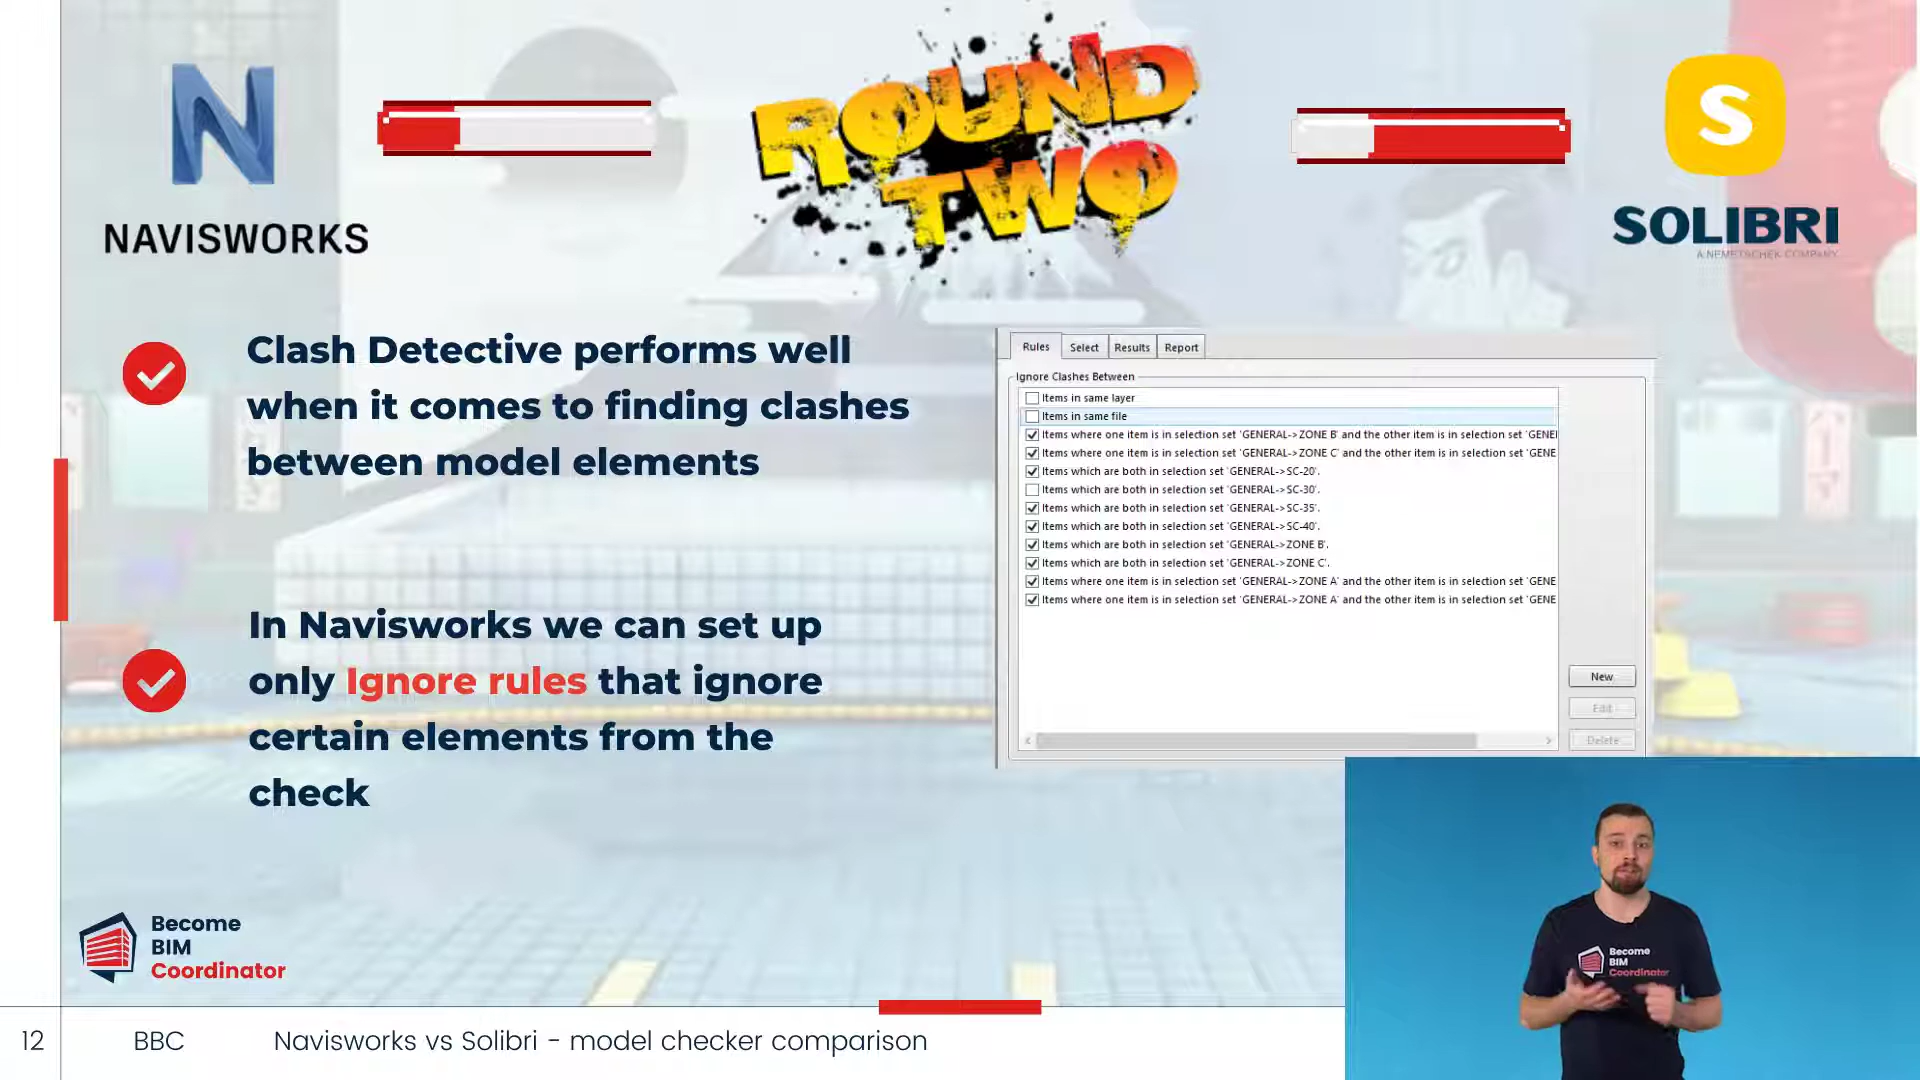 ROUND
TWO
NAVISWORKS
S
SOLIBRI
A NEMETSCHEK COMPANY
Clash Detective performs well
when it comes to finding clashes
between model elements
In Navisworks we can set up
only Ignore rules that ignore
certain elements from the
check
Rules Select Results Report
Ignore Clashes Between
Items in same layer
Items in same file
Items where one item is in selection set 'GENERAL->ZONE B' and the other item is in selection set 'GENE
Items where one item is in selection set 'GENERAL->ZONE C' and the other item is in selection set 'GENE
Items which are both in selection set 'GENERAL->SC-20'.
Items which are both in selection set 'GENERAL->SC-30'.
Items which are both in selection set 'GENERAL->SC-35'.
Items which are both in selection set 'GENERAL->SC-40'.
Items which are both in selection set 'GENERAL->ZONE B'.
Items which are both in selection set 'GENERAL->ZONE C'.
Items where one item is in selection set 'GENERAL->ZONE A' and the other item is in selection set 'GENE
Items where one item is in selection set 'GENERAL->ZONE A' and the other item is in selection set 'GENE
New
Edit
Delete
Become
BIM
Coordinator
Become
BIM
Coordinator
12 BBC Navisworks vs Solibri - model checker comparison